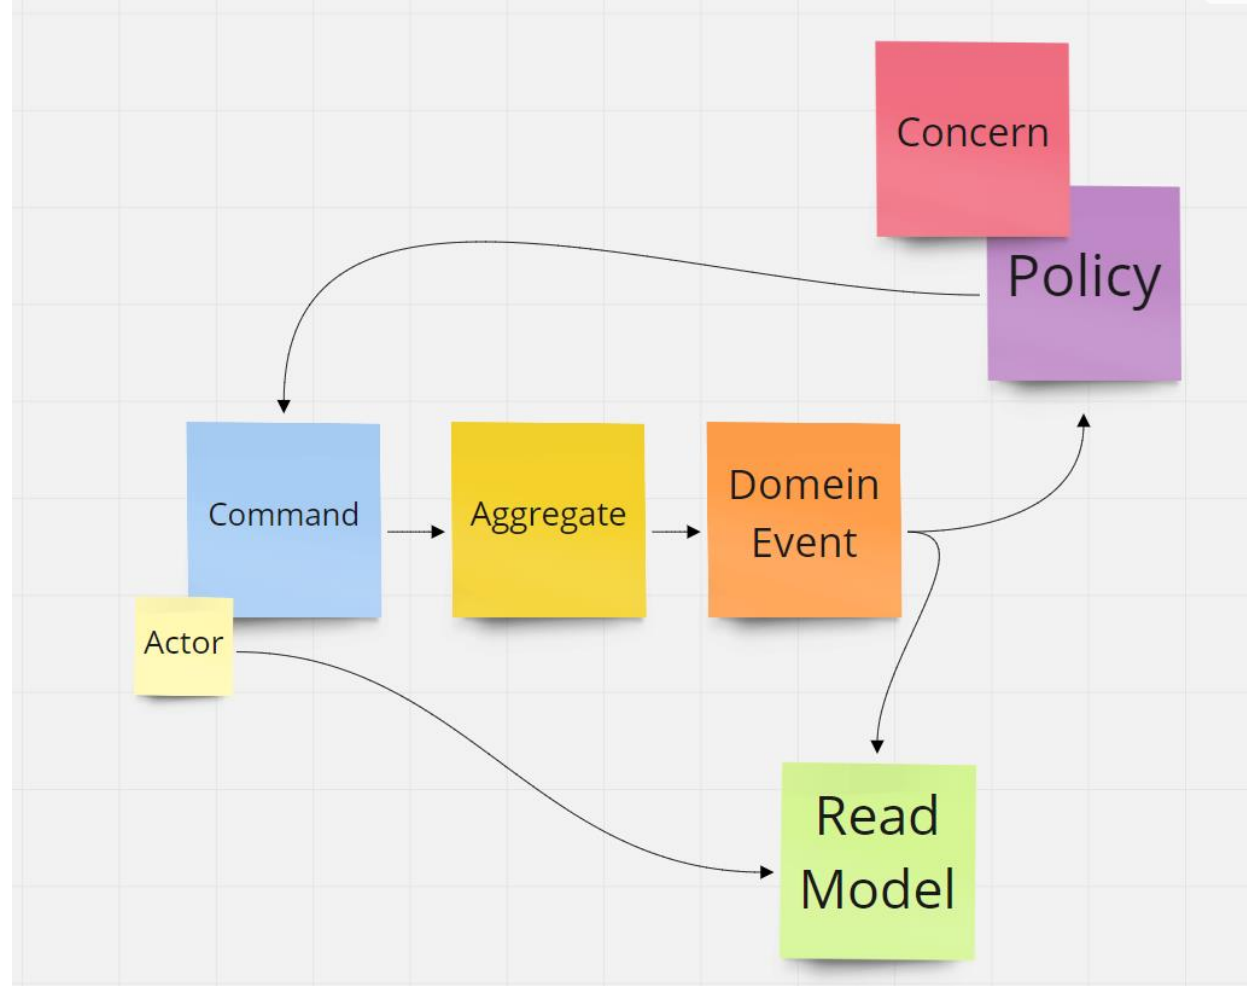 Concern
Policy
Command
Aggregate
Domein
Event
Actor
Read
Model